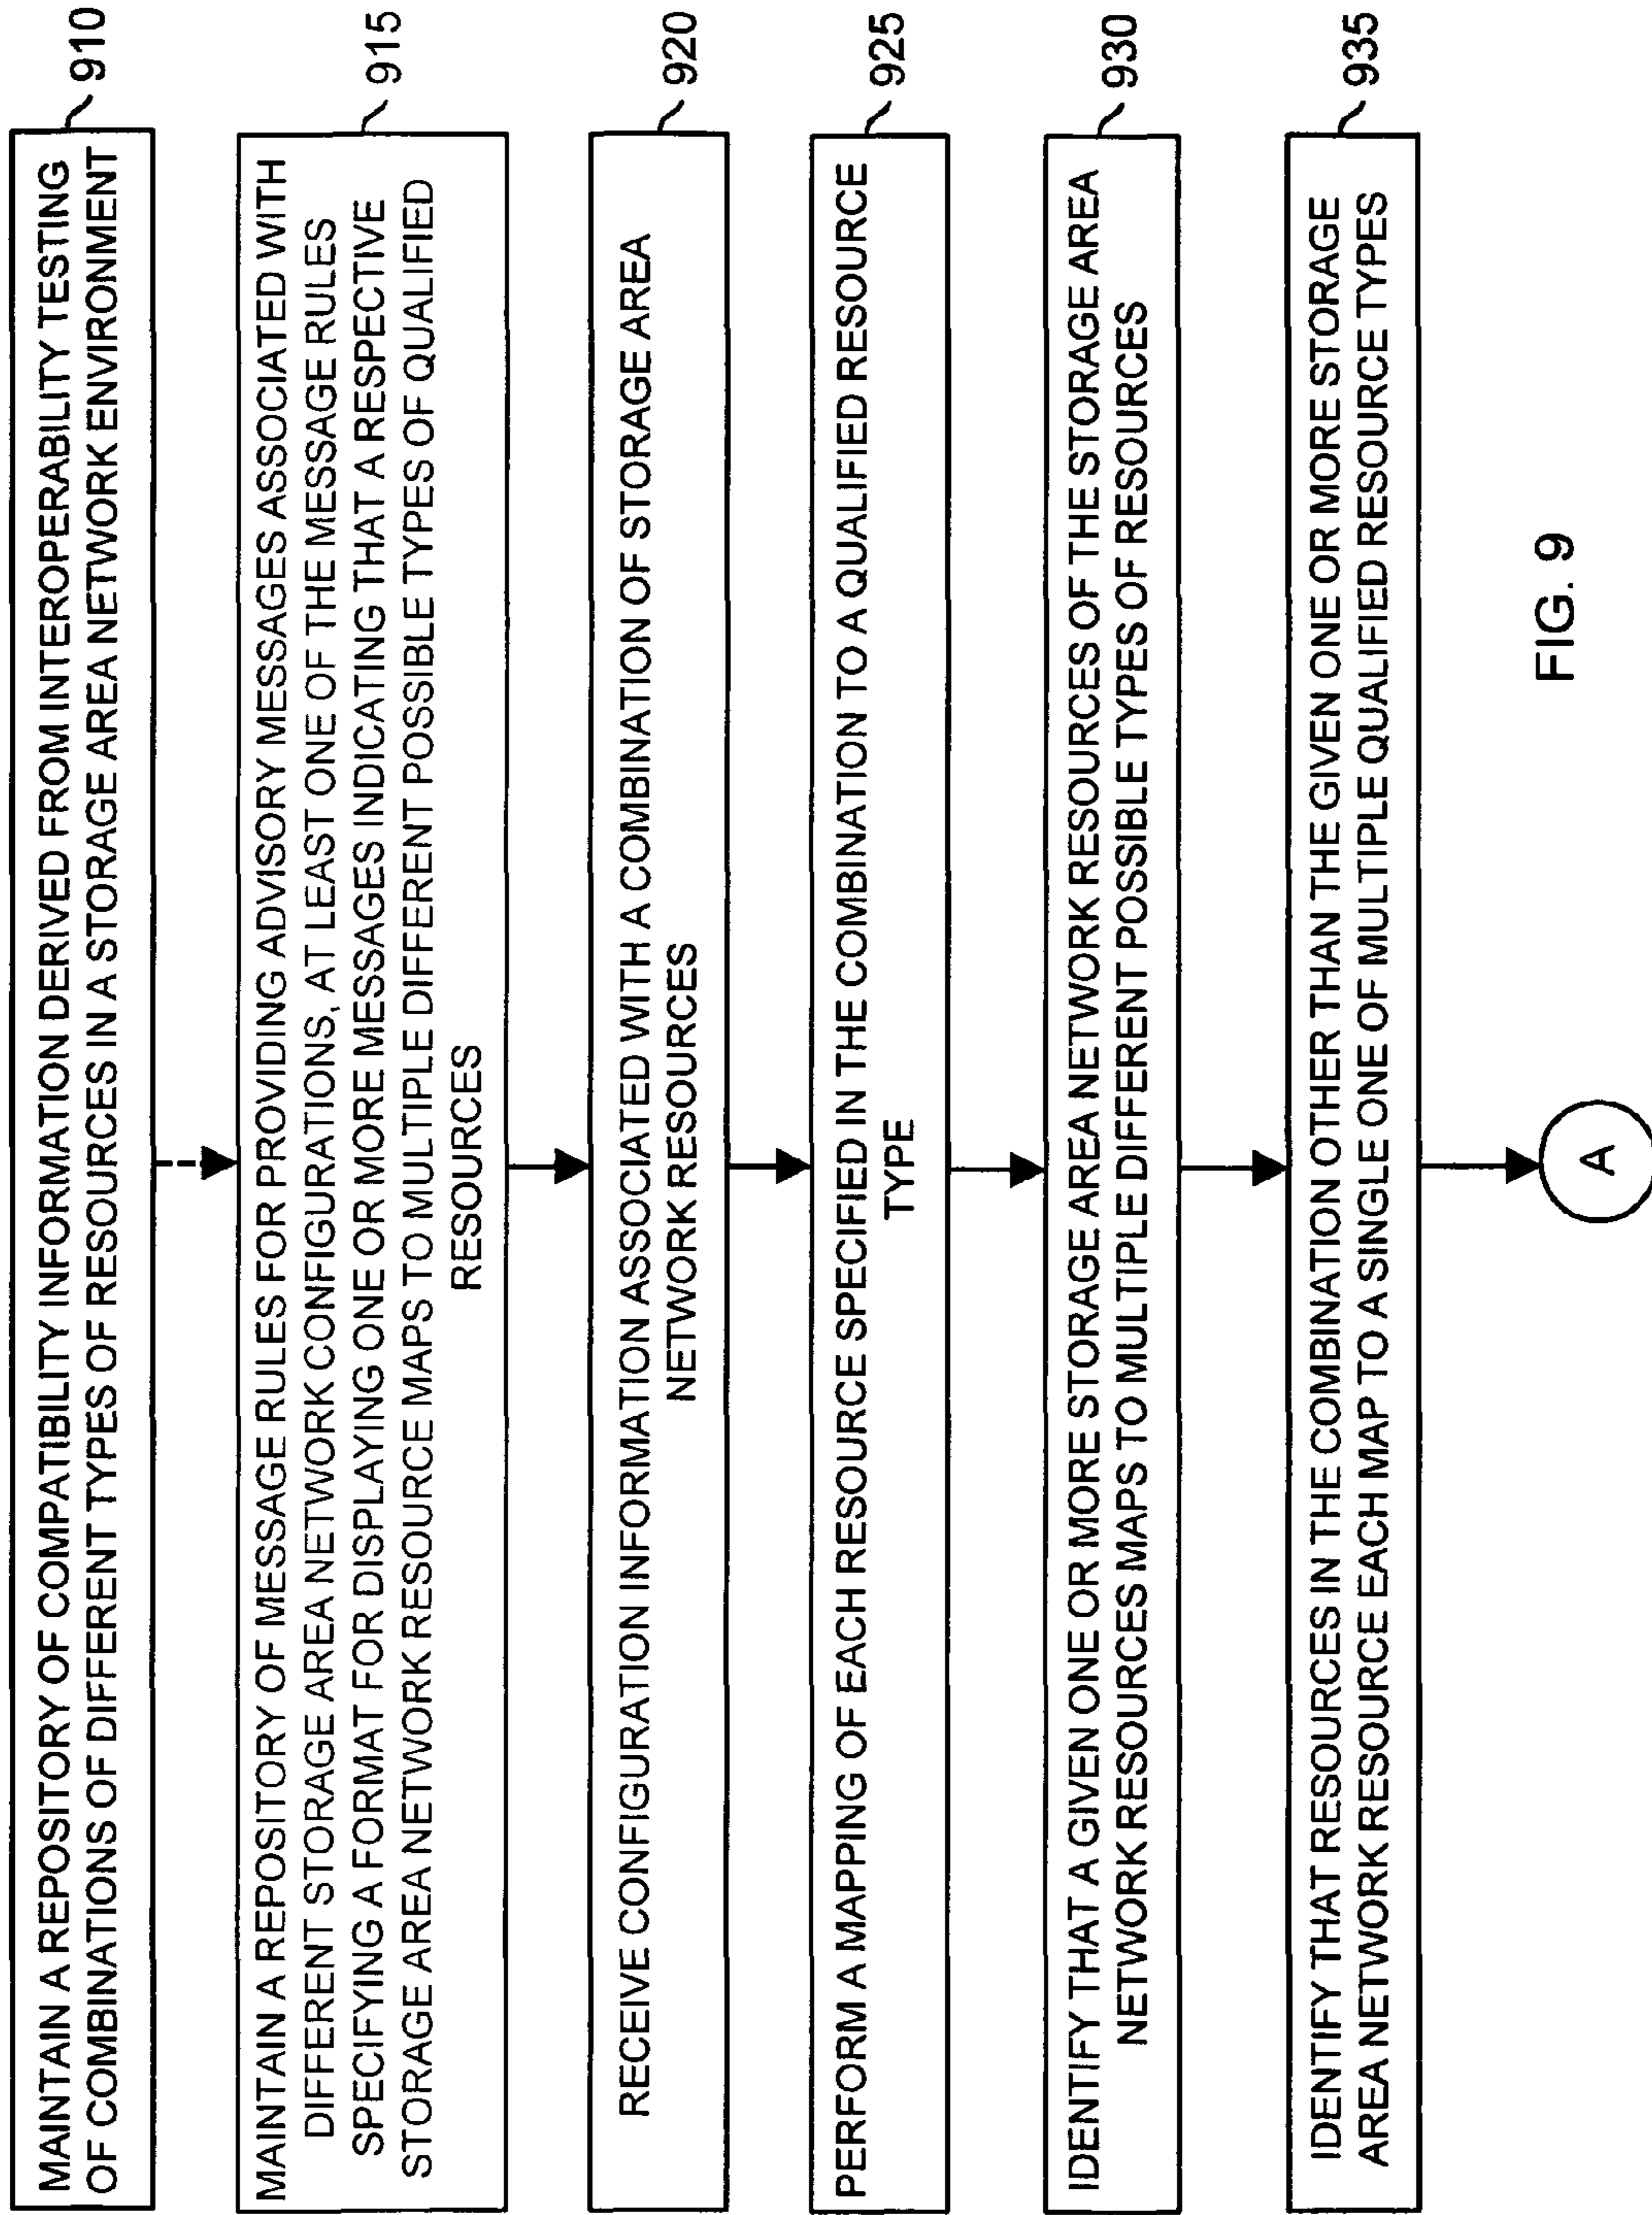 MAINTAIN A REPOSITORY OF COMPATIBILITY INFORMATION DERIVED FROM INTEROPERABILITY TESTING
OF COMBINATIONS OF DIFFERENT TYPES OF RESOURCES IN A STORAGE AREA NETWORK ENVIRONMENT
910
MAINTAIN A REPOSITORY OF MESSAGE RULES FOR PROVIDING ADVISORY MESSAGES ASSOCIATED WITH
DIFFERENT STORAGE AREA NETWORK CONFIGURATIONS, AT LEAST ONE OF THE MESSAGE RULES
SPECIFYING A FORMAT FOR DISPLAYING ONE OR MORE MESSAGES INDICATING THAT A RESPECTIVE
STORAGE AREA NETWORK RESOURCE MAPS TO MULTIPLE DIFFERENT POSSIBLE TYPES OF QUALIFIED
RESOURCES
915
RECEIVE CONFIGURATION INFORMATION ASSOCIATED WITH A COMBINATION OF STORAGE AREA
NETWORK RESOURCES
920
PERFORM A MAPPING OF EACH RESOURCE SPECIFIED IN THE COMBINATION TO A QUALIFIED RESOURCE
TYPE
925
IDENTIFY THAT A GIVEN ONE OR MORE STORAGE AREA NETWORK RESOURCES OF THE STORAGE AREA
NETWORK RESOURCES MAPS TO MULTIPLE DIFFERENT POSSIBLE TYPES OF RESOURCES
930
IDENTIFY THAT RESOURCES IN THE COMBINATION OTHER THAN THE GIVEN ONE OR MORE STORAGE
AREA NETWORK RESOURCE EACH MAP TO A SINGLE ONE OF MULTIPLE QUALIFIED RESOURCE TYPES
935
A
FIG. 9